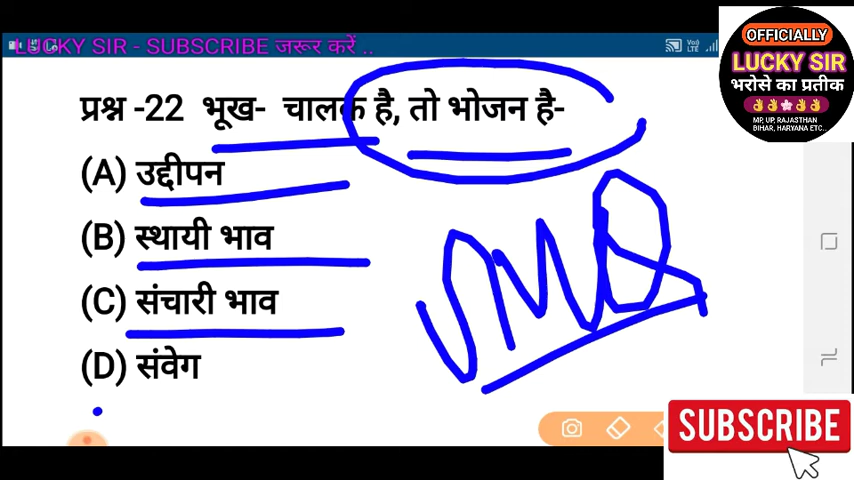 LUCKY SIR - SUBSCRIBE जरूर करें ..
OFFICIALLY
LUCKY SIR
भरोसे का प्रतीक
MP, UP, RAJASTHAN
BIHAR, HARYANA ETC..
प्रश्न -22 भूख- चालक है, तो भोजन है-
(A) उद्दीपन
(B) स्थायी भाव
(C) संचारी भाव
(D) संवेग
SUBSCRIBE